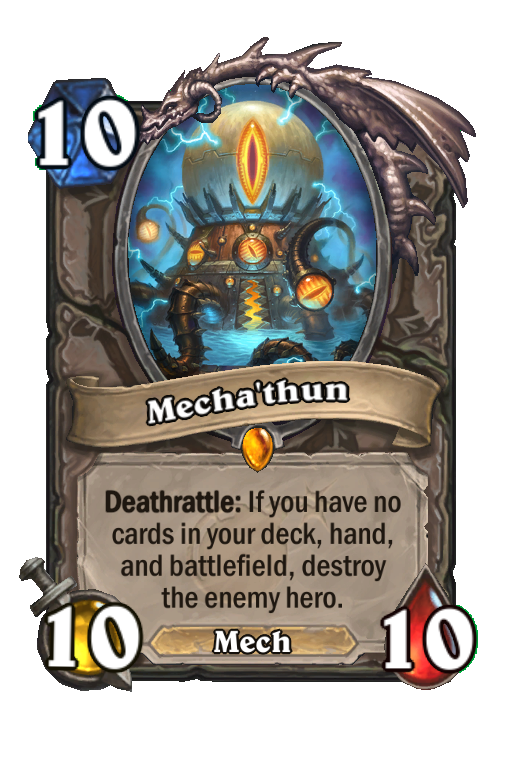 10
Mecha'thun
Deathrattle: If you have no
cards in your deck, hand,
and battlefield, destroy
the enemy hero.
10
Mech
10